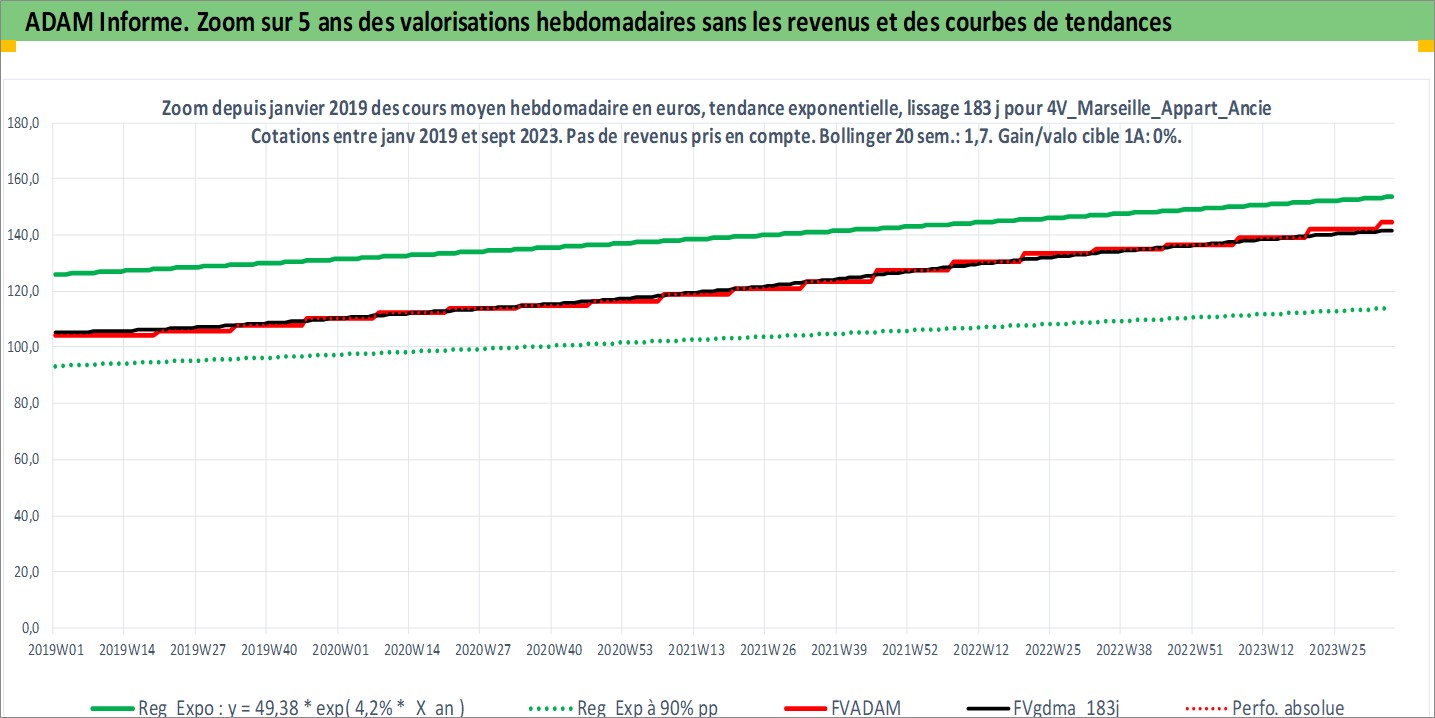 ADAM Informe. Zoom sur 5 ans des valorisations hebdomadaires sans les revenus et des courbes de tendances
Zoom depuis janvier 2019 des cours moyen hebdomadaire en euros, tendance exponentielle, lissage 183 j pour 4V_Marseille_Appart_Ancie
Cotations entre janv 2019 et sept 2023. Pas de revenus pris en compte. Bollinger 20 sem.: 1,7. Gain/valo cible 1A: 0%.
180,0
160,0
140,0
120,0
100,0
80,0
60,0
40,0
20,0
0,0
2019W01 2019W14 2019W27 2019W40 2020W01 2020W14 2020W27 2020W40 2020W53 2021W13 2021W26 2021W39 2021W52 2022W12 2022W25 2022W38 2022W51 2023W12 2023W25
Reg Expo : y = 49,38 * exp( 4,2% * X an ) Reg Exp à 90% pp FVADAM FVgdma 183j Perfo. absolue